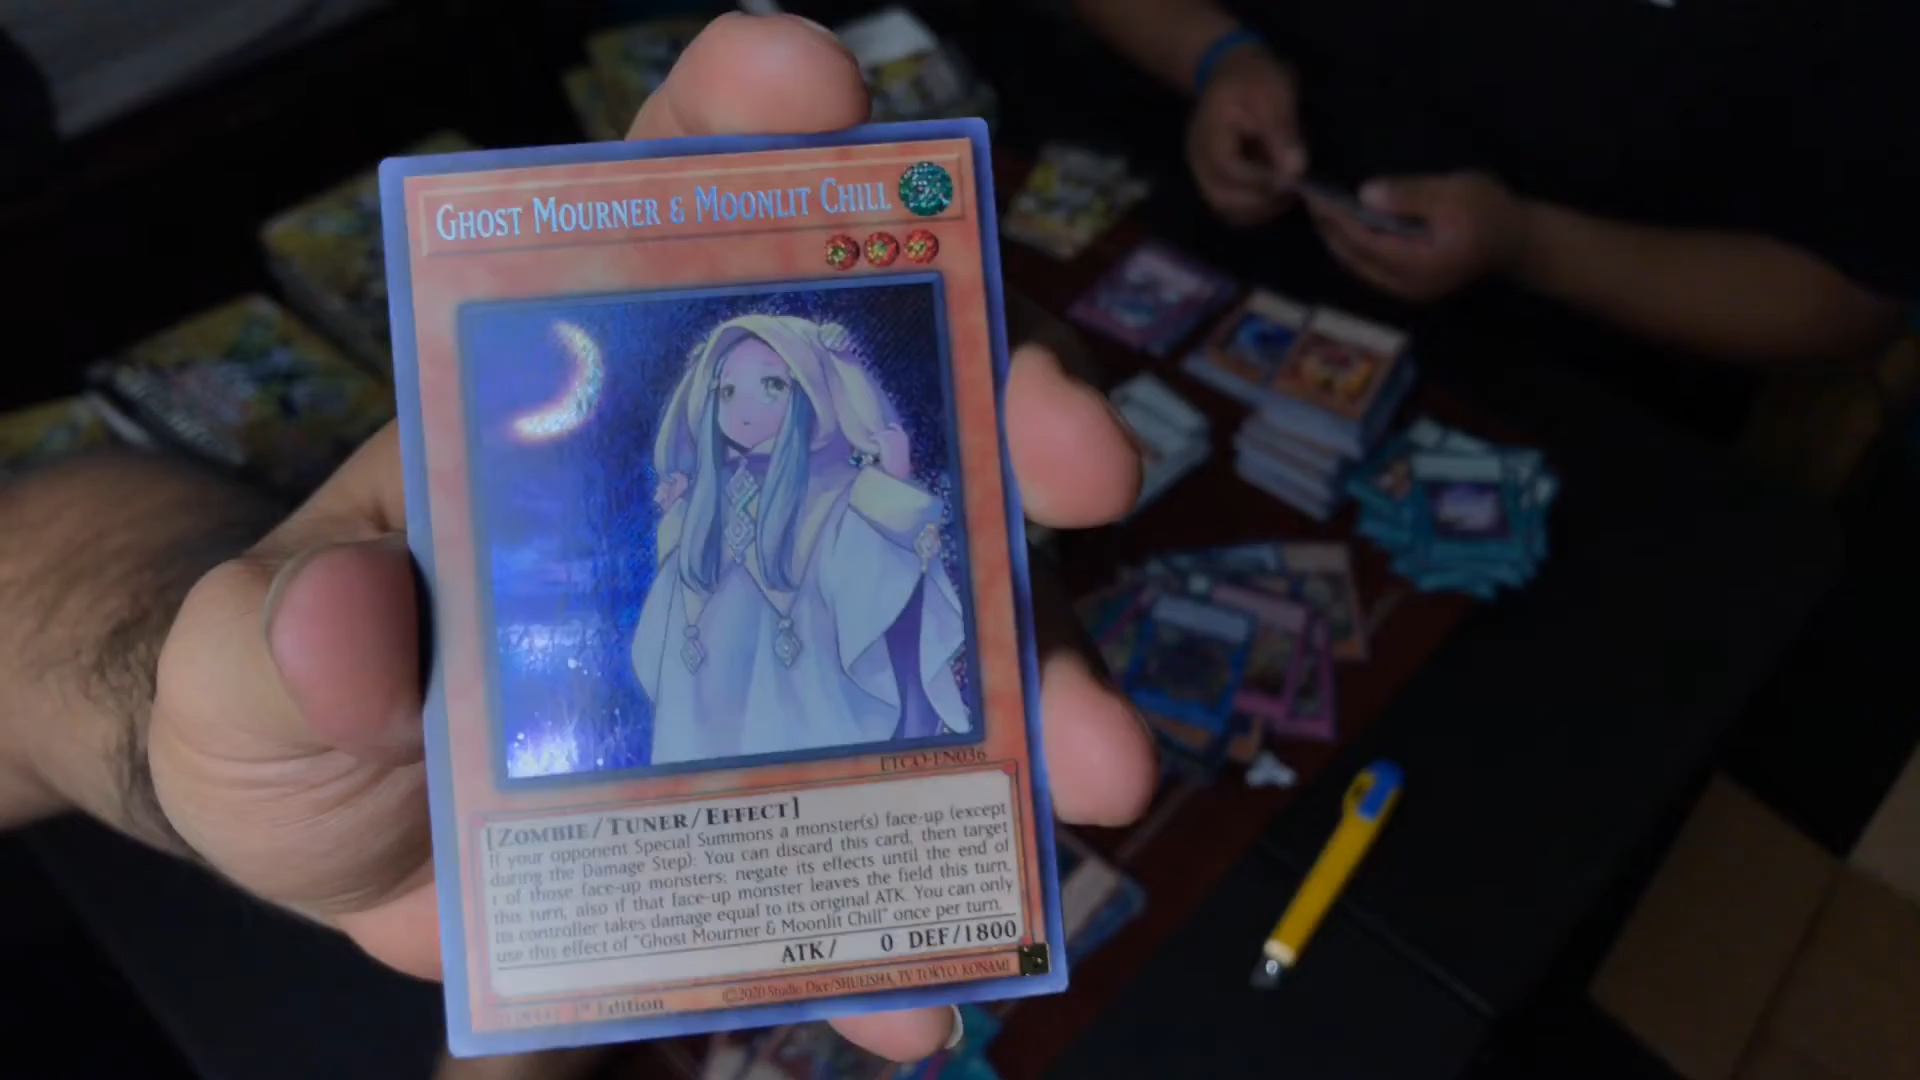 GHOST MOURNER & MOONLIT CHILL
ETCO-EN036
[ZOMBIE/TUNER/EFFECT]
If your opponent Special Summons a monster(s) face-up (except
during the Damage Step): You can discard this card, then target
1 of those face-up monsters; negate its effects until the end of
this turn, also if that face-up monster leaves the field this turn,
its controller takes damage equal to its original ATK. You can only
use this effect of "Ghost Mourner & Moonlit Chill" once per turn.
ATK/ 0 DEF/1800
1st Edition
©2020 Studio Dice/SHUEISHA, TV TOKYO, KONAMI